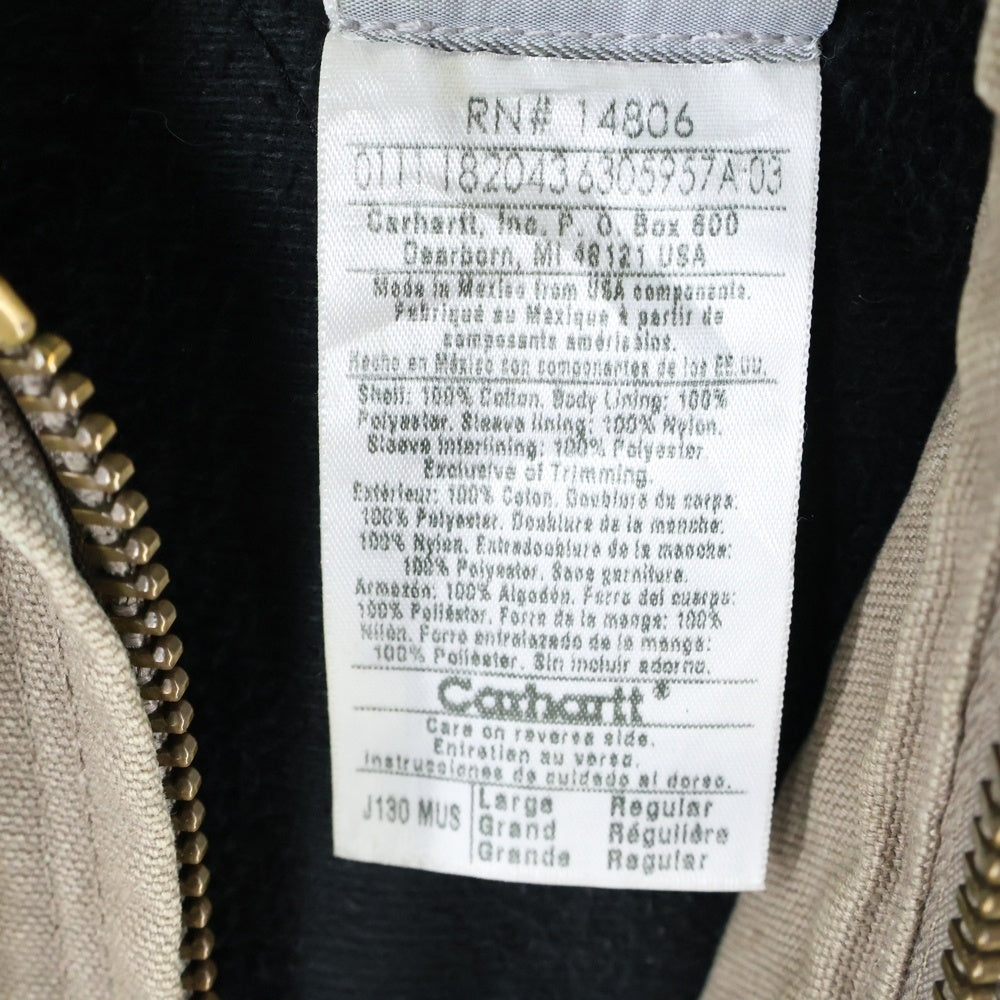 RN# 14806
0111 1820436305957A 03
Carhartt, Inc. P. O. Box 600
Dearborn, MI 48121 USA
Made in Mexico from USA components.
Fabriqué au Mexique à partir de
composants américains.
Hecho en México con componentes de los EE.UU.
Shell: 100% Cotton. Body Lining: 100%
Polyester. Sleeve lining: 100% Nylon.
Sleeve Interlining: 100% Polyester
Exclusive of Trimming.
Extérieur: 100% Coton. Doublure du corps:
100% Polyester. Doublure de la manche:
100% Nylon. Entredoublure de la manche:
100% Polyester. Sans garniture.
Armazón: 100% Algodón. Forro del cuerpo:
100% Poliéster. Forro de la manga: 100%
Nilón. Forro entrelazado de la manga:
100% Poliéster. Sin incluir adorno.
Carhartt®
Care on reverse side.
Entretien au verso.
Instrucciones de cuidado al dorso.
J130 MUS Large Regular
Grand Régulière
Grande Regular